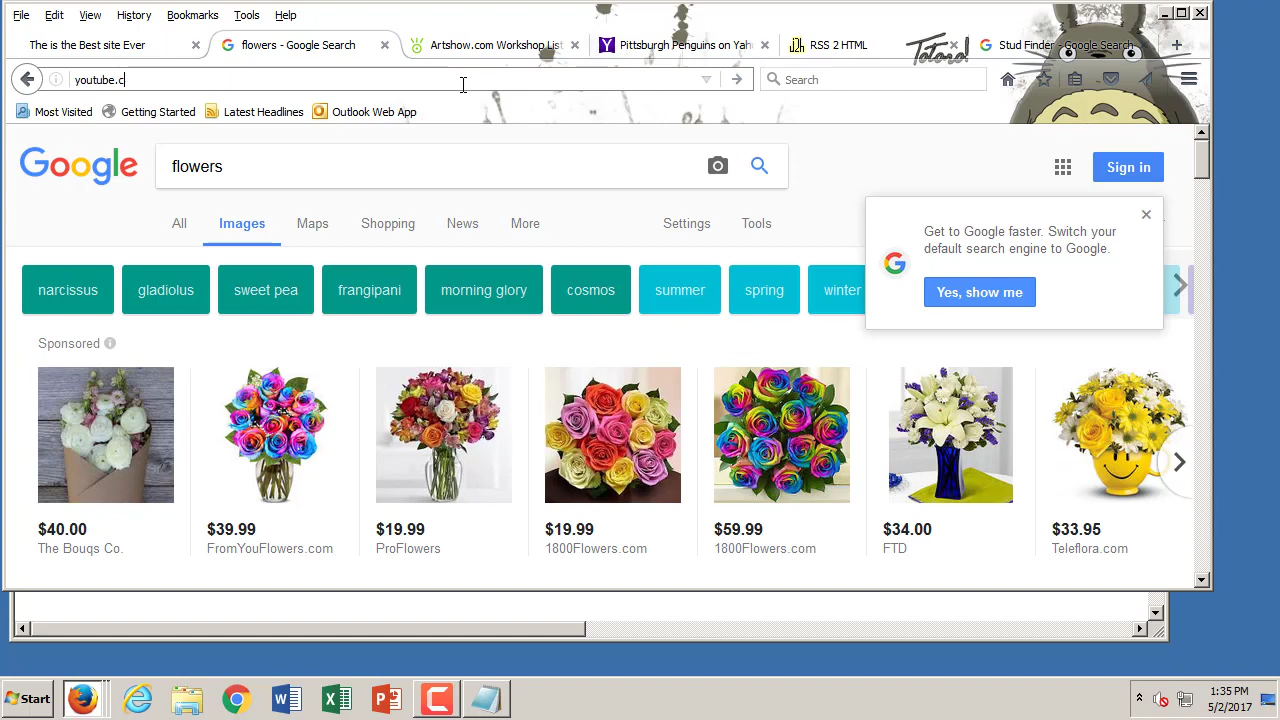 File Edit View History Bookmarks Tools Help
The is the Best site Ever
flowers - Google Search
Artshow.com Workshop List
Pittsburgh Penguins on Yah
RSS 2 HTML
Totoro!
Stud Finder - Google Search
youtube.c
Search
Most Visited Getting Started Latest Headlines Outlook Web App
Google
flowers
Sign in
All Images Maps Shopping News More Settings Tools
Get to Google faster. Switch your
default search engine to Google.
Yes, show me
narcissus gladiolus sweet pea frangipani morning glory cosmos summer spring winter
Sponsored
$40.00 $39.99 $19.99 $19.99 $59.99 $34.00 $33.95
The Bouqs Co. FromYouFlowers.com ProFlowers 1800Flowers.com 1800Flowers.com FTD Teleflora.com
Start
1:35 PM
5/2/2017